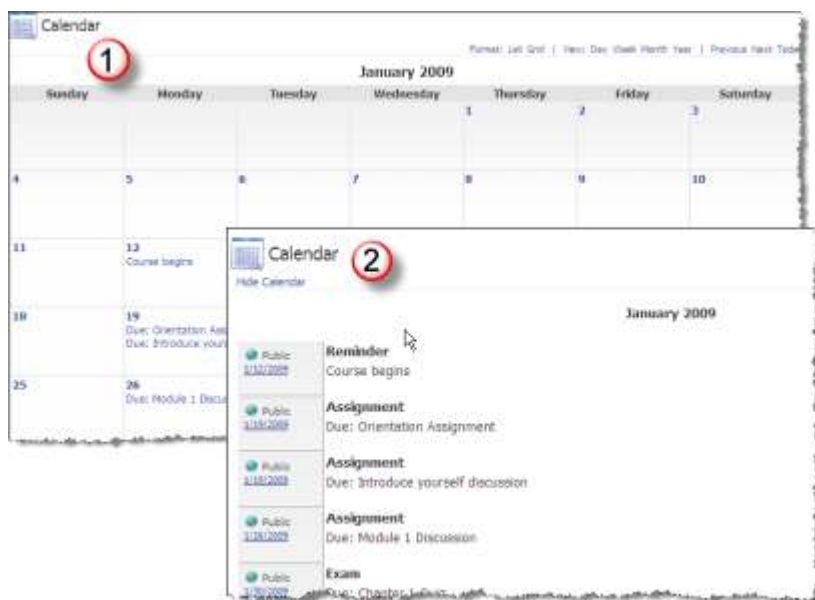 Calendar
1
Format: List Grid | View: Day Week Month Year | Previous Next Today
January 2009
Sunday Monday Tuesday Wednesday Thursday Friday Saturday
1 2 3
4 5 6 7 8 9 10
11 12
Course begins
18 19
Due: Orientation
Due: Introduce
25 26
Due: Module 1
Calendar
2
Hide Calendar
January 2009
Public Reminder
1/12/2009 Course begins
Public Assignment
1/19/2009 Due: Orientation Assignment
Public Assignment
1/19/2009 Due: Introduce yourself discussion
Public Assignment
1/26/2009 Due: Module 1 Discussion
Public Exam
Due: Chapter 1 Quiz